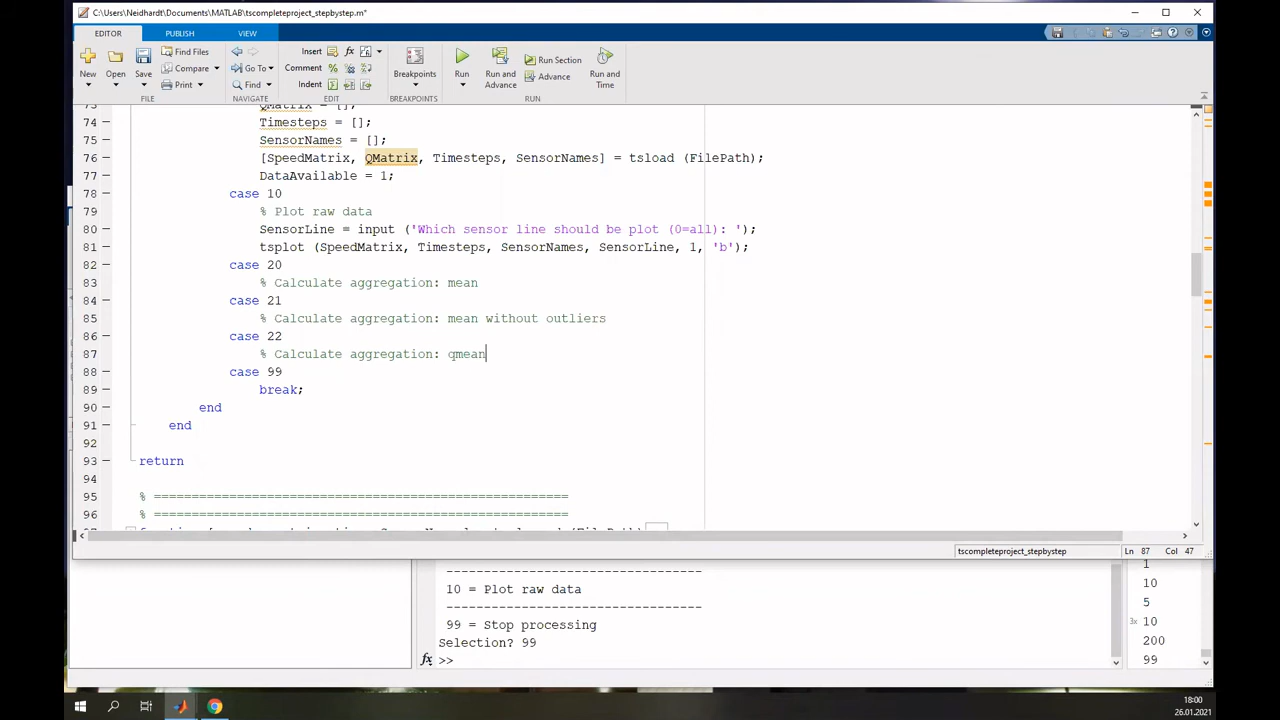 C:\Users\Neidhardt\Documents\MATLAB\tscompleteproject_stepbystep.m*
EDITOR PUBLISH VIEW
New Open Save Find Files Compare Print Go To Find Insert Comment Indent Breakpoints Run Run and Advance Run Section Advance Run and Time
FILE NAVIGATE EDIT BREAKPOINTS RUN
QMatrix = [];
74 Timesteps = [];
75 SensorNames = [];
76 [SpeedMatrix, QMatrix, Timesteps, SensorNames] = tsload (FilePath);
77 DataAvailable = 1;
78 case 10
79 % Plot raw data
80 SensorLine = input ('Which sensor line should be plot (0=all): ');
81 tsplot (SpeedMatrix, Timesteps, SensorNames, SensorLine, 1, 'b');
82 case 20
83 % Calculate aggregation: mean
84 case 21
85 % Calculate aggregation: mean without outliers
86 case 22
87 % Calculate aggregation: qmean
88 case 99
89 break;
90 end
91 end
92
93 return
94
95 % =======================================================
96 % =======================================================
tscompleteproject_stepbystep Ln 87 Col 47
----------------------------------
10 = Plot raw data
----------------------------------
99 = Stop processing
Selection? 99
fx >>
1
10
5
3x 10
200
99
18:00
26.01.2021